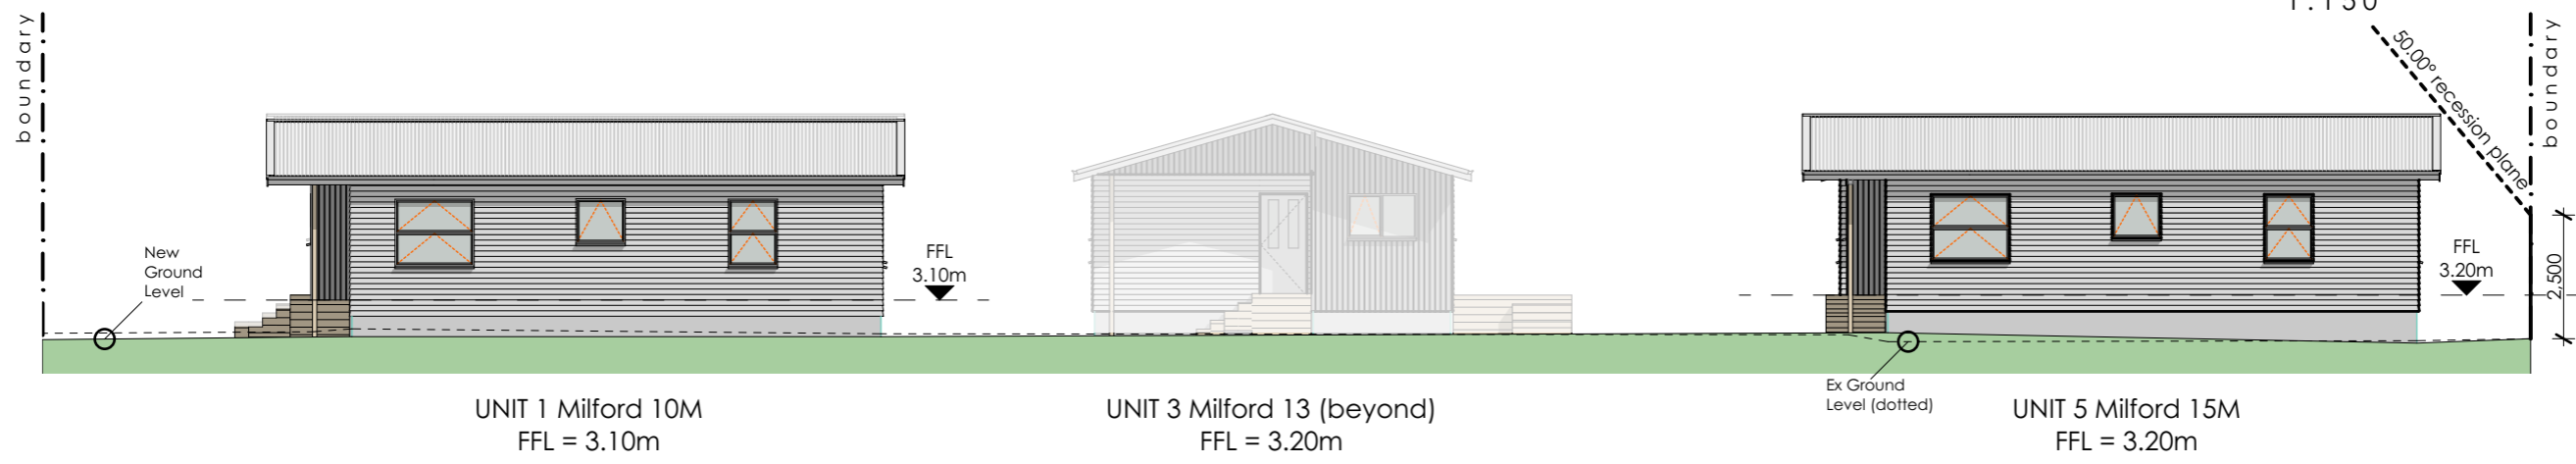 1:150
boundary
50.00° recession plane
boundary
New
Ground
Level
FFL
3.10m
FFL
3.20m
2,500
Ex Ground
Level (dotted)
UNIT 1 Milford 10M
FFL = 3.10m
UNIT 3 Milford 13 (beyond)
FFL = 3.20m
UNIT 5 Milford 15M
FFL = 3.20m